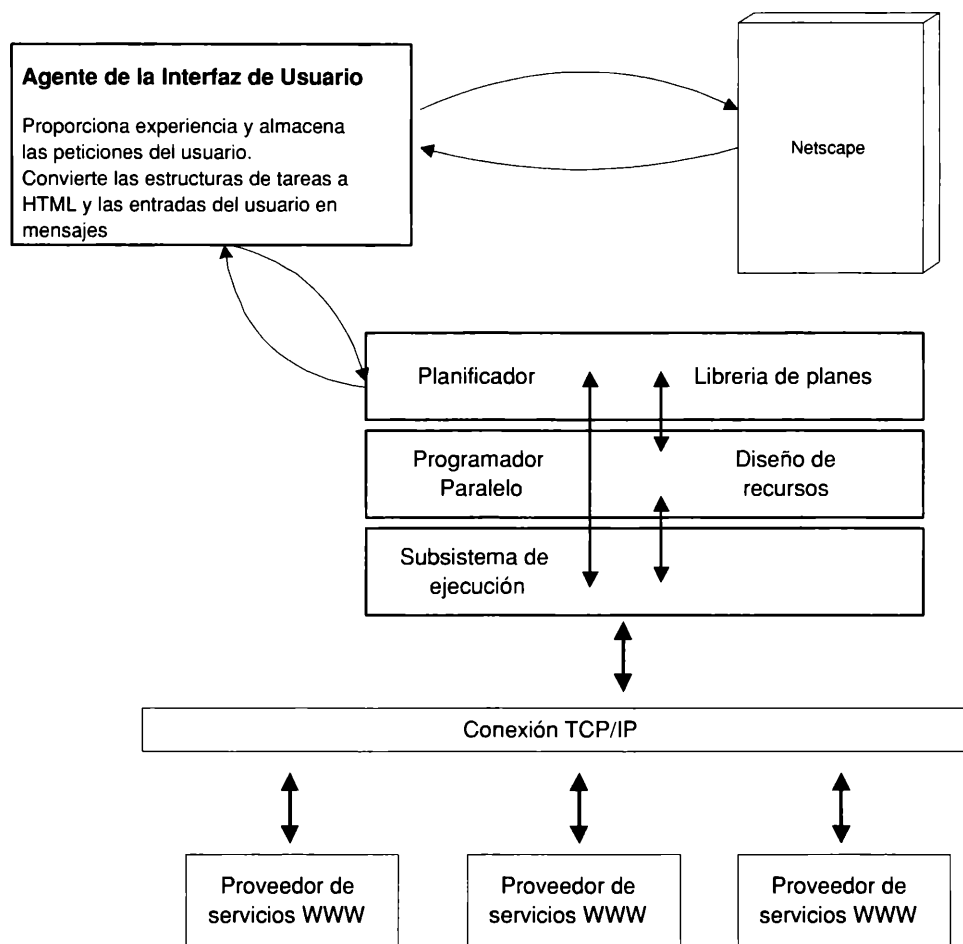 Agente de la Interfaz de Usuario
Proporciona experiencia y almacena
las peticiones del usuario.
Convierte las estructuras de tareas a
HTML y las entradas del usuario en
mensajes
Netscape
Planificador
Libreria de planes
Programador
Paralelo
Diseño de
recursos
Subsistema de
ejecución
Conexión TCP/IP
Proveedor de
servicios WWW
Proveedor de
servicios WWW
Proveedor de
servicios WWW